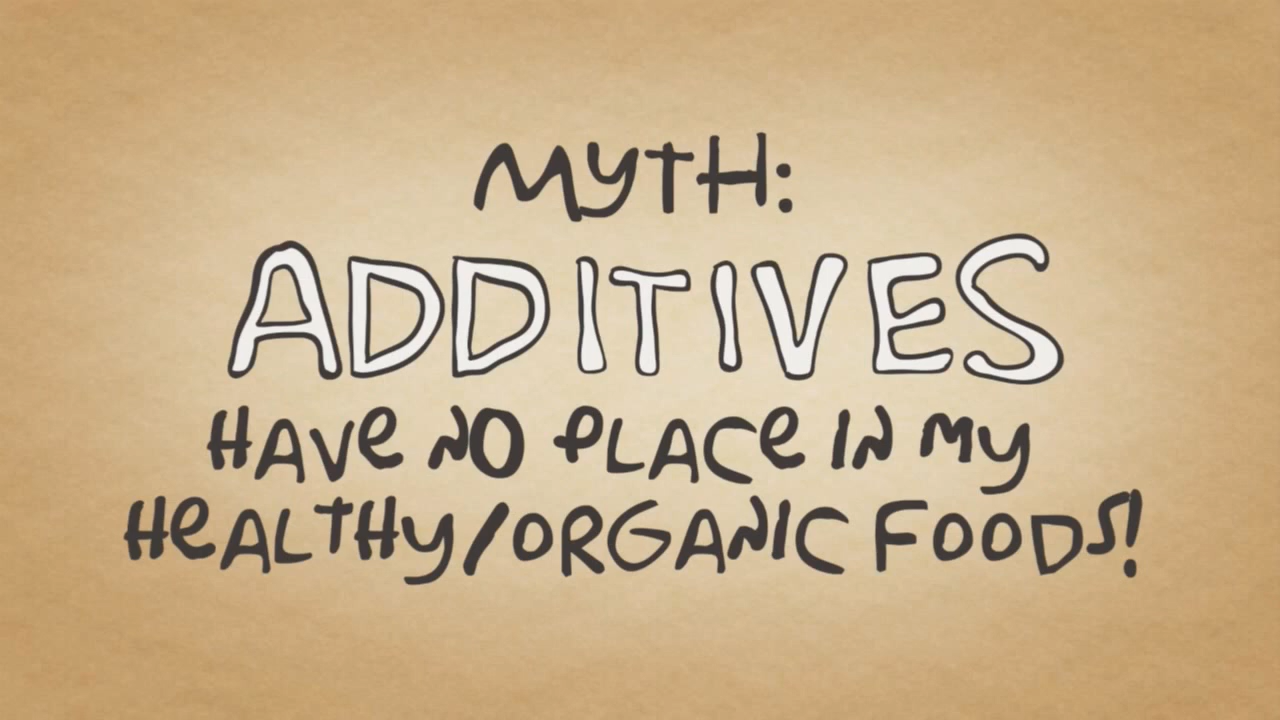 MYTH:
ADDITIVES
HAVE NO PLACE IN MY
HEALTHY/ORGANIC FOODS!